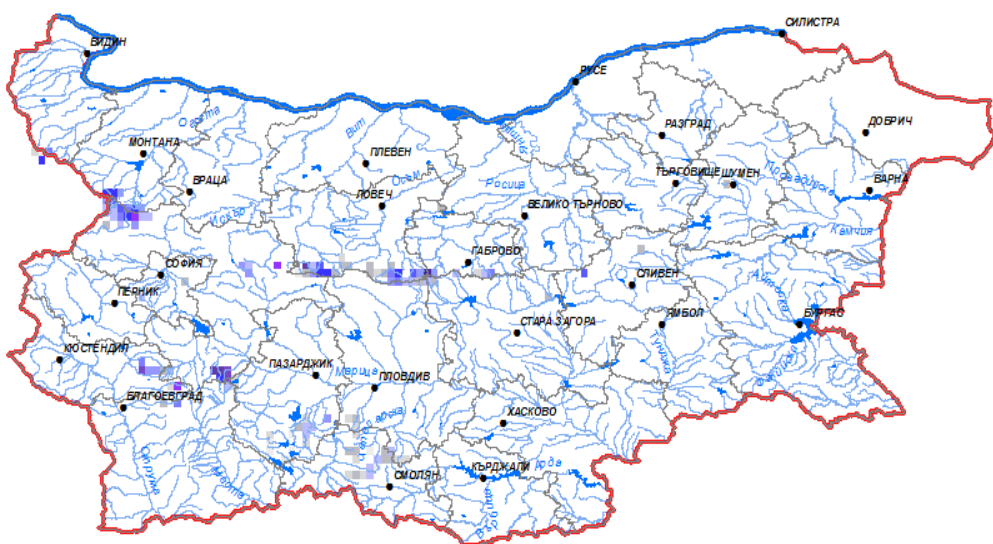 СИЛИСТРА
ВИДИН
РУСЕ
ДОБРИЧ
РАЗГРАД
Огоста
Вит
МОНТАНА
ПЛЕВЕН
ТЪРГОВИЩЕ
ШУМЕН
ВАРНА
ВРАЦА
Осъм
ЛОВЕЧ
Росица
ВЕЛИКО ТЪРНОВО
Искър
Камчия
ГАБРОВО
СОФИЯ
СЛИВЕН
ПЕРНИК
СТАРА ЗАГОРА
ЯМБОЛ
БУРГАС
КЮСТЕНДИЛ
ПАЗАРДЖИК
Марица
ПЛОВДИВ
Тунджа
БЛАГОЕВГРАД
ХАСКОВО
Струма
Места
СМОЛЯН
КЪРДЖАЛИ